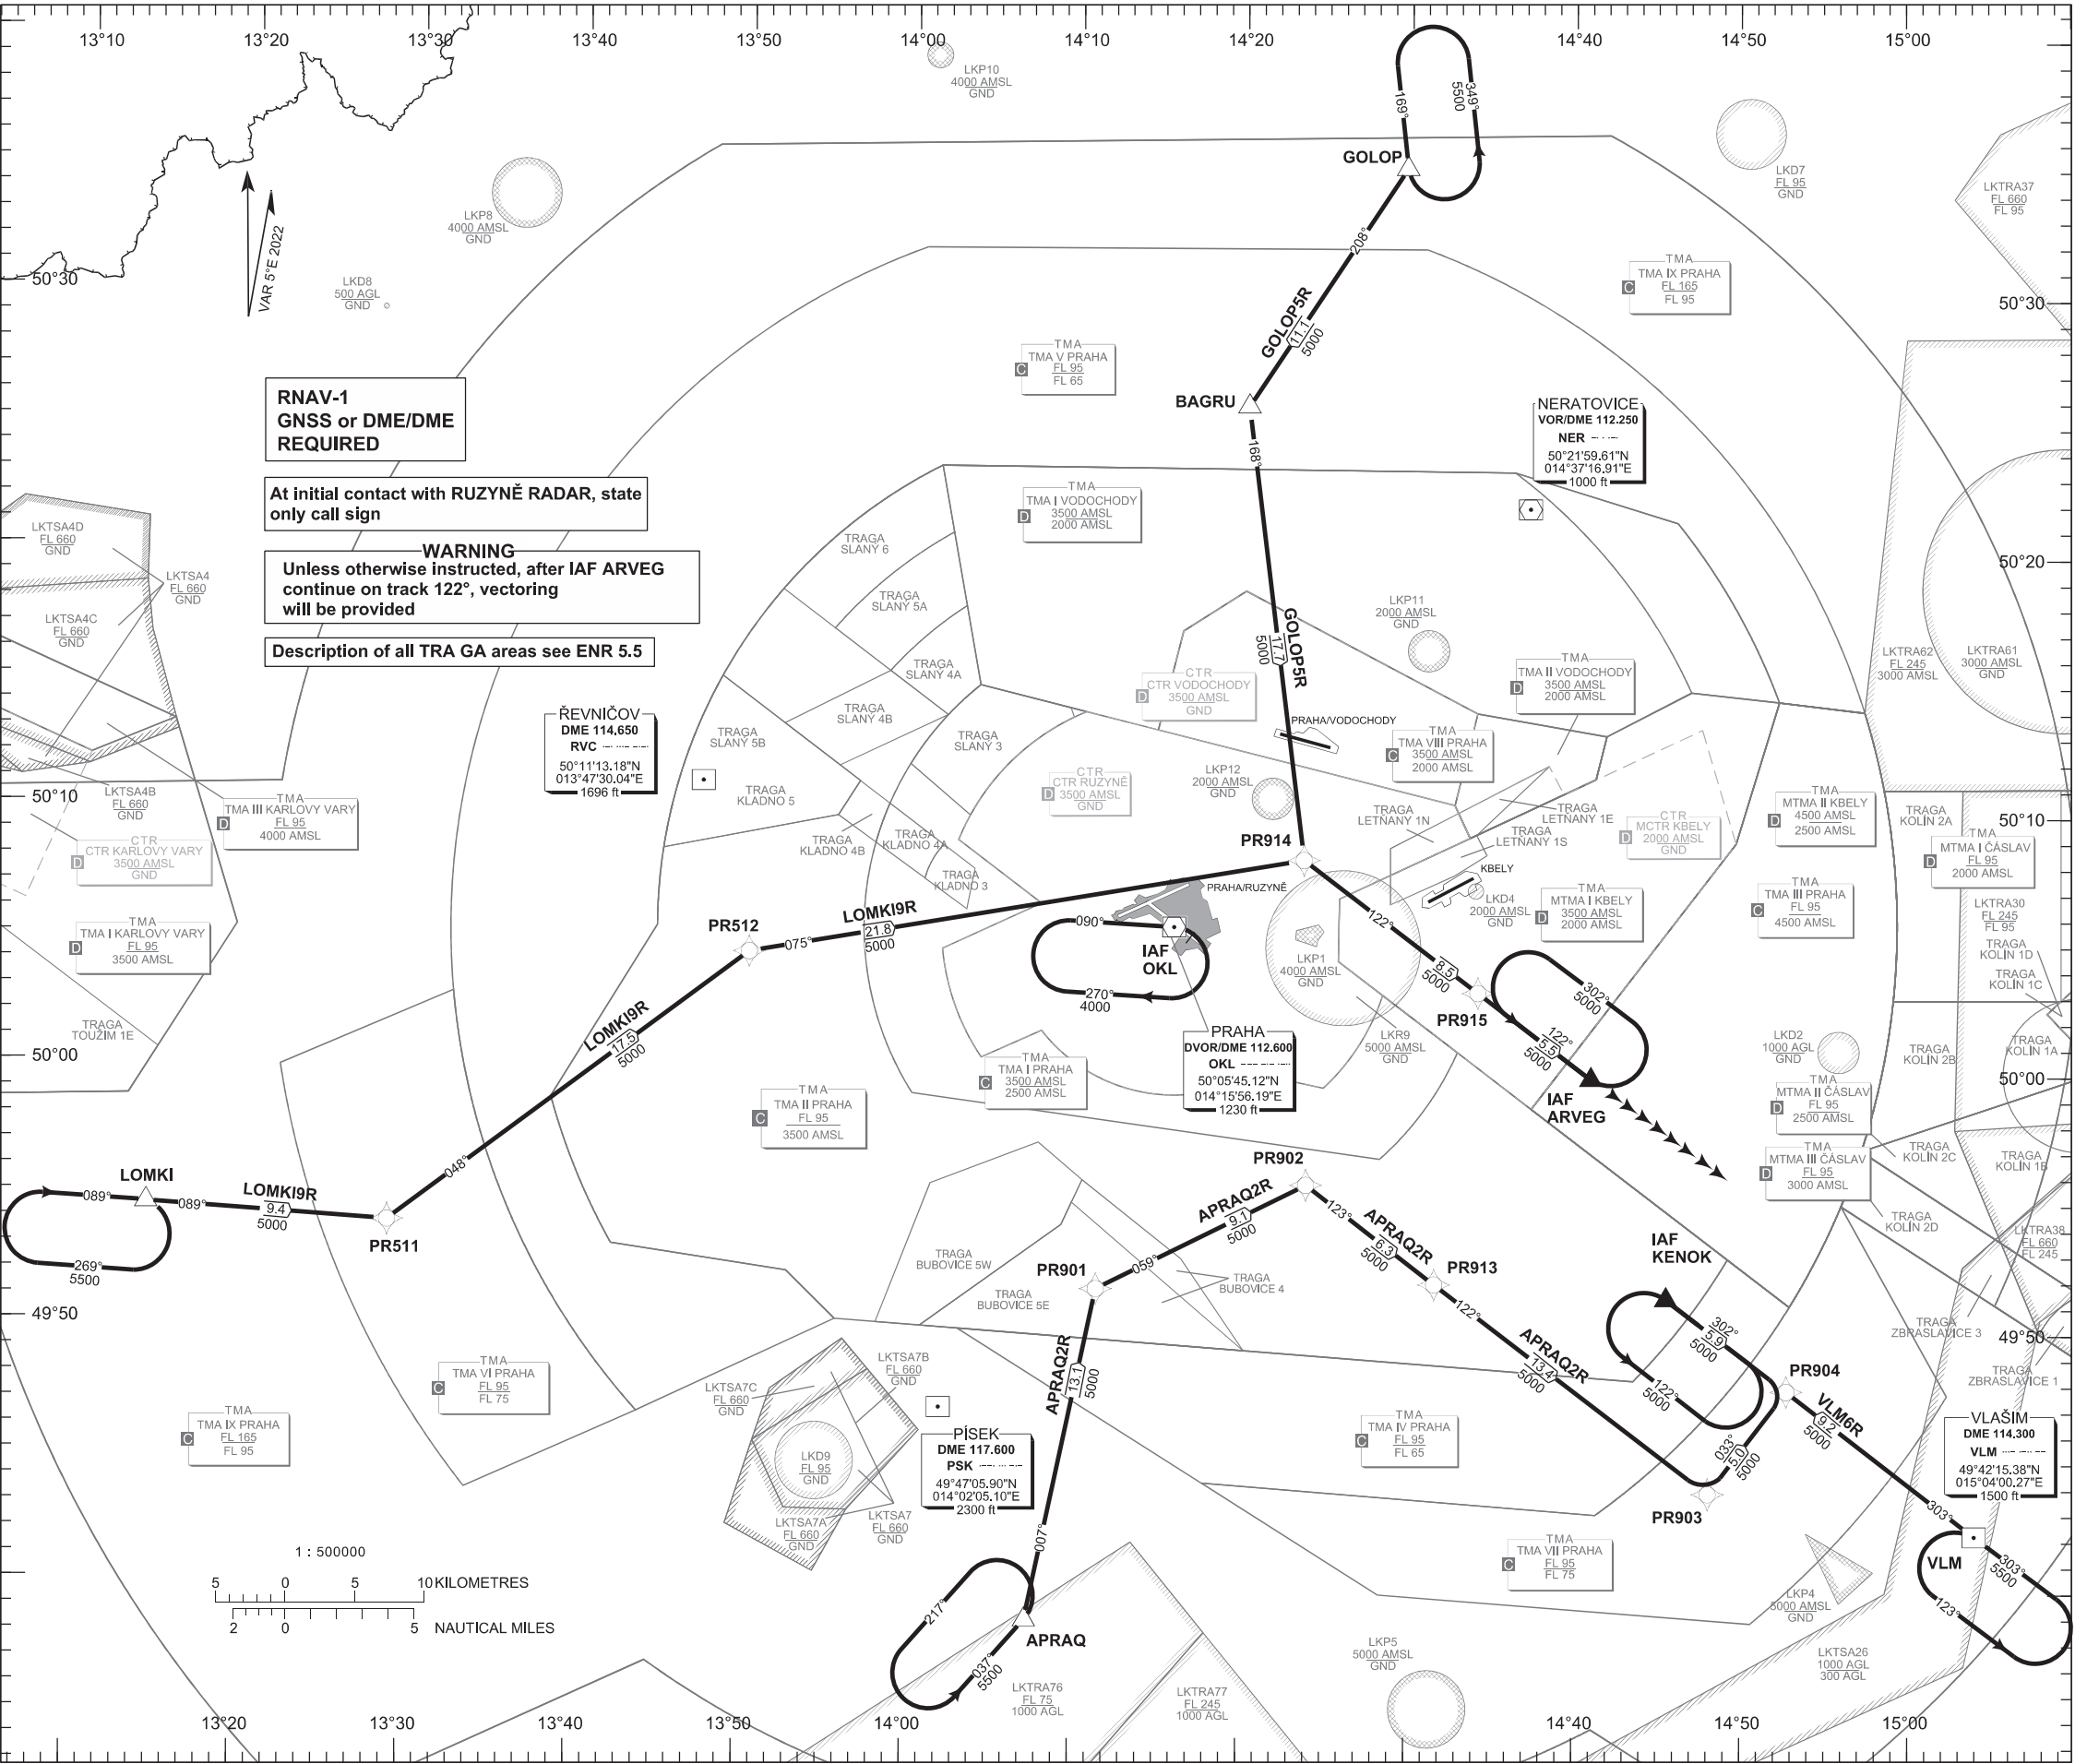 13°10
13°20
13°30
13°40
13°50
14°00
14°10
14°20
14°40
14°50
15°00
LKP10
4000 AMSL
GND
169°
349°
5500
GOLOP
LKD7
FL 95
GND
LKTRA37
FL 660
FL 95
LKP8
4000 AMSL
GND
VAR 5°E 2022
50°30
LKD8
500 AGL
GND
208°
GOLOP5R
11.1
5000
TMA
TMA IX PRAHA
FL 165
FL 95
C
50°30
TMA
TMA V PRAHA
FL 95
FL 65
C
RNAV-1
GNSS or DME/DME
REQUIRED
BAGRU
NERATOVICE
VOR/DME 112.250
NER
50°21'59.61"N
014°37'16.91"E
1000 ft
168°
At initial contact with RUZYNĚ RADAR, state
only call sign
TMA
TMA I VODOCHODY
3500 AMSL
2000 AMSL
D
LKTSA4D
FL 660
GND
TRAGA
SLANÝ 6
WARNING
Unless otherwise instructed, after IAF ARVEG
continue on track 122°, vectoring
will be provided
50°20
LKTSA4
FL 660
GND
TRAGA
SLANÝ 5A
LKP11
2000 AMSL
GND
LKTSA4C
FL 660
GND
Description of all TRA GA areas see ENR 5.5
GOLOP5R
17.7
5000
TRAGA
SLANÝ 4A
CTR
CTR VODOCHODY
3500 AMSL
GND
D
TMA
TMA II VODOCHODY
3500 AMSL
2000 AMSL
D
LKTRA62
FL 245
3000 AMSL
LKTRA61
3000 AMSL
GND
ŘEVNIČOV
DME 114,650
RVC
50°11'13.18"N
013°47'30.04"E
1696 ft
TRAGA
SLANÝ 4B
TRAGA
SLANÝ 5B
TRAGA
SLANÝ 3
PRAHA/VODOCHODY
TMA
TMA VIII PRAHA
3500 AMSL
2000 AMSL
C
LKP12
2000 AMSL
GND
CTR
CTR RUZYNĚ
3500 AMSL
GND
D
50°10
LKTSA4B
FL 660
GND
TMA
TMA III KARLOVY VARY
FL 95
4000 AMSL
D
TRAGA
KLADNO 5
TRAGA
KLADNO 4B
TRAGA
KLADNO 4A
TRAGA
KLADNO 3
TRAGA
LETŇANY 1N
TRAGA
LETŇANY 1E
TRAGA
LETŇANY 1S
CTR
MCTR KBELY
2000 AMSL
GND
D
TMA
MTMA II KBELY
4500 AMSL
2500 AMSL
D
TRAGA
KOLÍN 2A
50°10
TMA
MTMA I ČÁSLAV
FL 95
2000 AMSL
D
CTR
CTR KARLOVY VARY
3500 AMSL
GND
D
PR914
PRAHA/RUZYNĚ
KBELY
LKD4
2000 AMSL
GND
TMA
MTMA I KBELY
3500 AMSL
2000 AMSL
D
TMA
TMA III PRAHA
FL 95
4500 AMSL
C
LKTRA30
FL 245
FL 95
TRAGA
KOLÍN 1D
TRAGA
KOLÍN 1C
TMA
TMA I KARLOVY VARY
FL 95
3500 AMSL
D
PR512
075°
LOMKI9R
21.8
5000
090°
IAF
OKL
270°
4000
LKP1
4000 AMSL
GND
122°
8.5
5000
PR915
302°
5000
122°
5.5
5000
IAF
ARVEG
TRAGA
TOUŽIM 1E
LOMKI9R
17.5
5000
LKR9
5000 AMSL
GND
LKD2
1000 AGL
GND
TRAGA
KOLÍN 2B
TRAGA
KOLÍN 1A
50°00
PRAHA
DVOR/DME 112.600
OKL
50°05'45.12"N
014°15'56.19"E
1230 ft
TMA
TMA I PRAHA
3500 AMSL
2500 AMSL
C
50°00
TMA
MTMA II ČÁSLAV
FL 95
2500 AMSL
D
TMA
TMA II PRAHA
FL 95
3500 AMSL
C
TMA
MTMA III ČÁSLAV
FL 95
3000 AMSL
D
TRAGA
KOLÍN 2C
TRAGA
KOLÍN 1B
048°
LOMKI
089°
089°
LOMKI9R
9.4
5000
PR511
269°
5500
PR902
APRAQ2R
9.1
5000
059°
PR901
123°
APRAQ2R
6.3
5000
PR913
TRAGA
KOLÍN 2D
LKTRA38
FL 660
FL 245
TRAGA
BUBOVICE 5W
TRAGA
BUBOVICE 5E
TRAGA
BUBOVICE 4
IAF
KENOK
49°50
122°
APRAQ2R
13.4
5000
302°
5.9
5000
122°
5000
TRAGA
ZBRASLAVICE 3
49°50
TRAGA
ZBRASLAVICE 1
PR904
VLM6R
9.2
5000
LKTSA7B
FL 660
GND
LKTSA7C
FL 660
GND
APRAQ2R
13.1
5000
TMA
TMA VI PRAHA
FL 95
FL 75
C
TMA
TMA IX PRAHA
FL 165
FL 95
C
PÍSEK
DME 117.600
PSK
49°47'05.90"N
014°02'05.10"E
2300 ft
TMA
TMA IV PRAHA
FL 95
FL 65
C
033°
5.0
5000
VLAŠIM
DME 114.300
VLM
49°42'15.38"N
015°04'00.27"E
1500 ft
LKD9
FL 95
GND
LKTSA7A
FL 660
GND
LKTSA7
FL 660
GND
PR903
303°
VLM
303°
5500
123°
007°
TMA
TMA VII PRAHA
FL 95
FL 75
C
1 : 500000
5 0 5 10 KILOMETRES
2 0 5 NAUTICAL MILES
217°
037°
5500
APRAQ
LKP4
5000 AMSL
GND
LKP5
5000 AMSL
GND
LKTSA26
1000 AGL
300 AGL
LKTRA76
FL 75
1000 AGL
LKTRA77
FL 245
1000 AGL
13°20
13°30
13°40
13°50
14°00
14°40
14°50
15°00